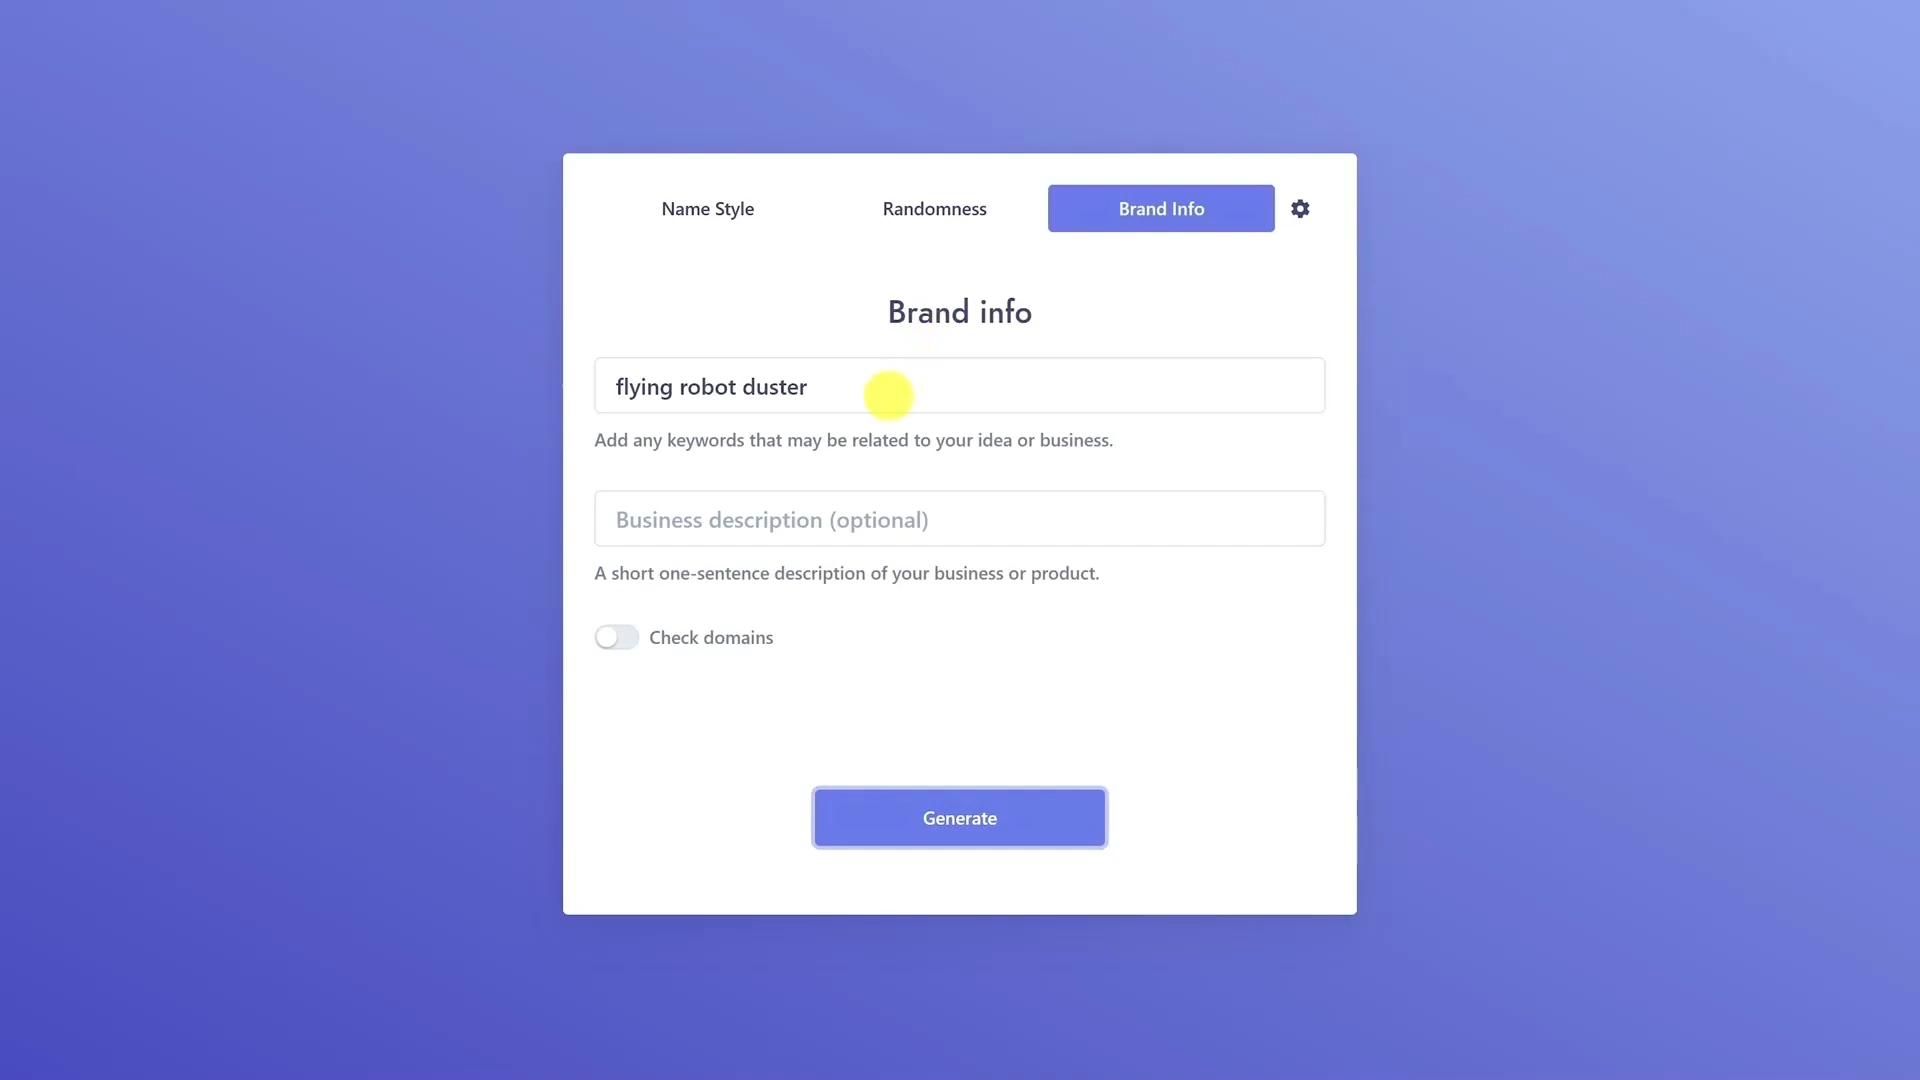 Name Style
Randomness
Brand Info
Brand info
flying robot duster
Add any keywords that may be related to your idea or business.
Business description (optional)
A short one-sentence description of your business or product.
Check domains
Generate